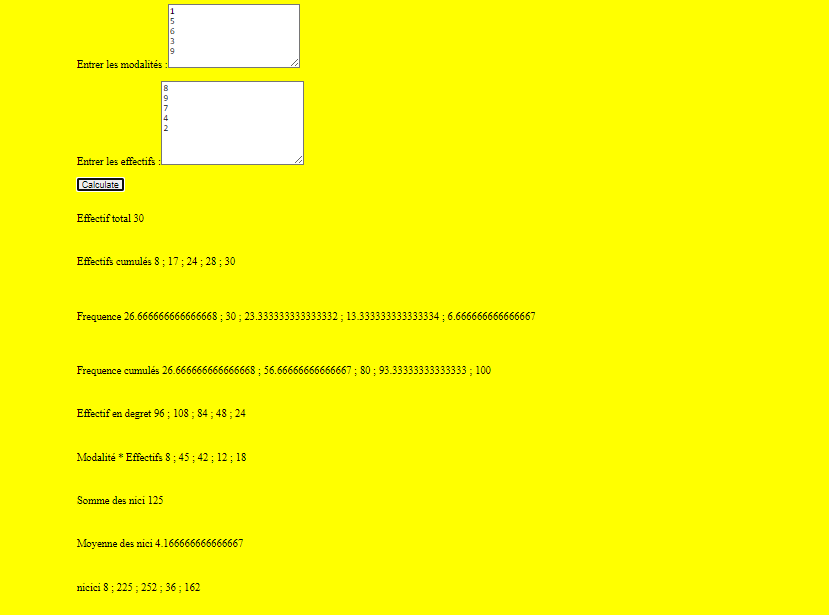 1
5
6
3
9
Entrer les modalités :
8
9
7
4
2
Entrer les effectifs :
Calculate
Effectif total 30
Effectifs cumulés 8 ; 17 ; 24 ; 28 ; 30
Frequence 26.666666666666668 ; 30 ; 23.333333333333332 ; 13.333333333333334 ; 6.666666666666667
Frequence cumulés 26.666666666666668 ; 56.66666666666667 ; 80 ; 93.33333333333333 ; 100
Effectif en degret 96 ; 108 ; 84 ; 48 ; 24
Modalité * Effectifs 8 ; 45 ; 42 ; 12 ; 18
Somme des nici 125
Moyenne des nici 4.166666666666667
nicici 8 ; 225 ; 252 ; 36 ; 162